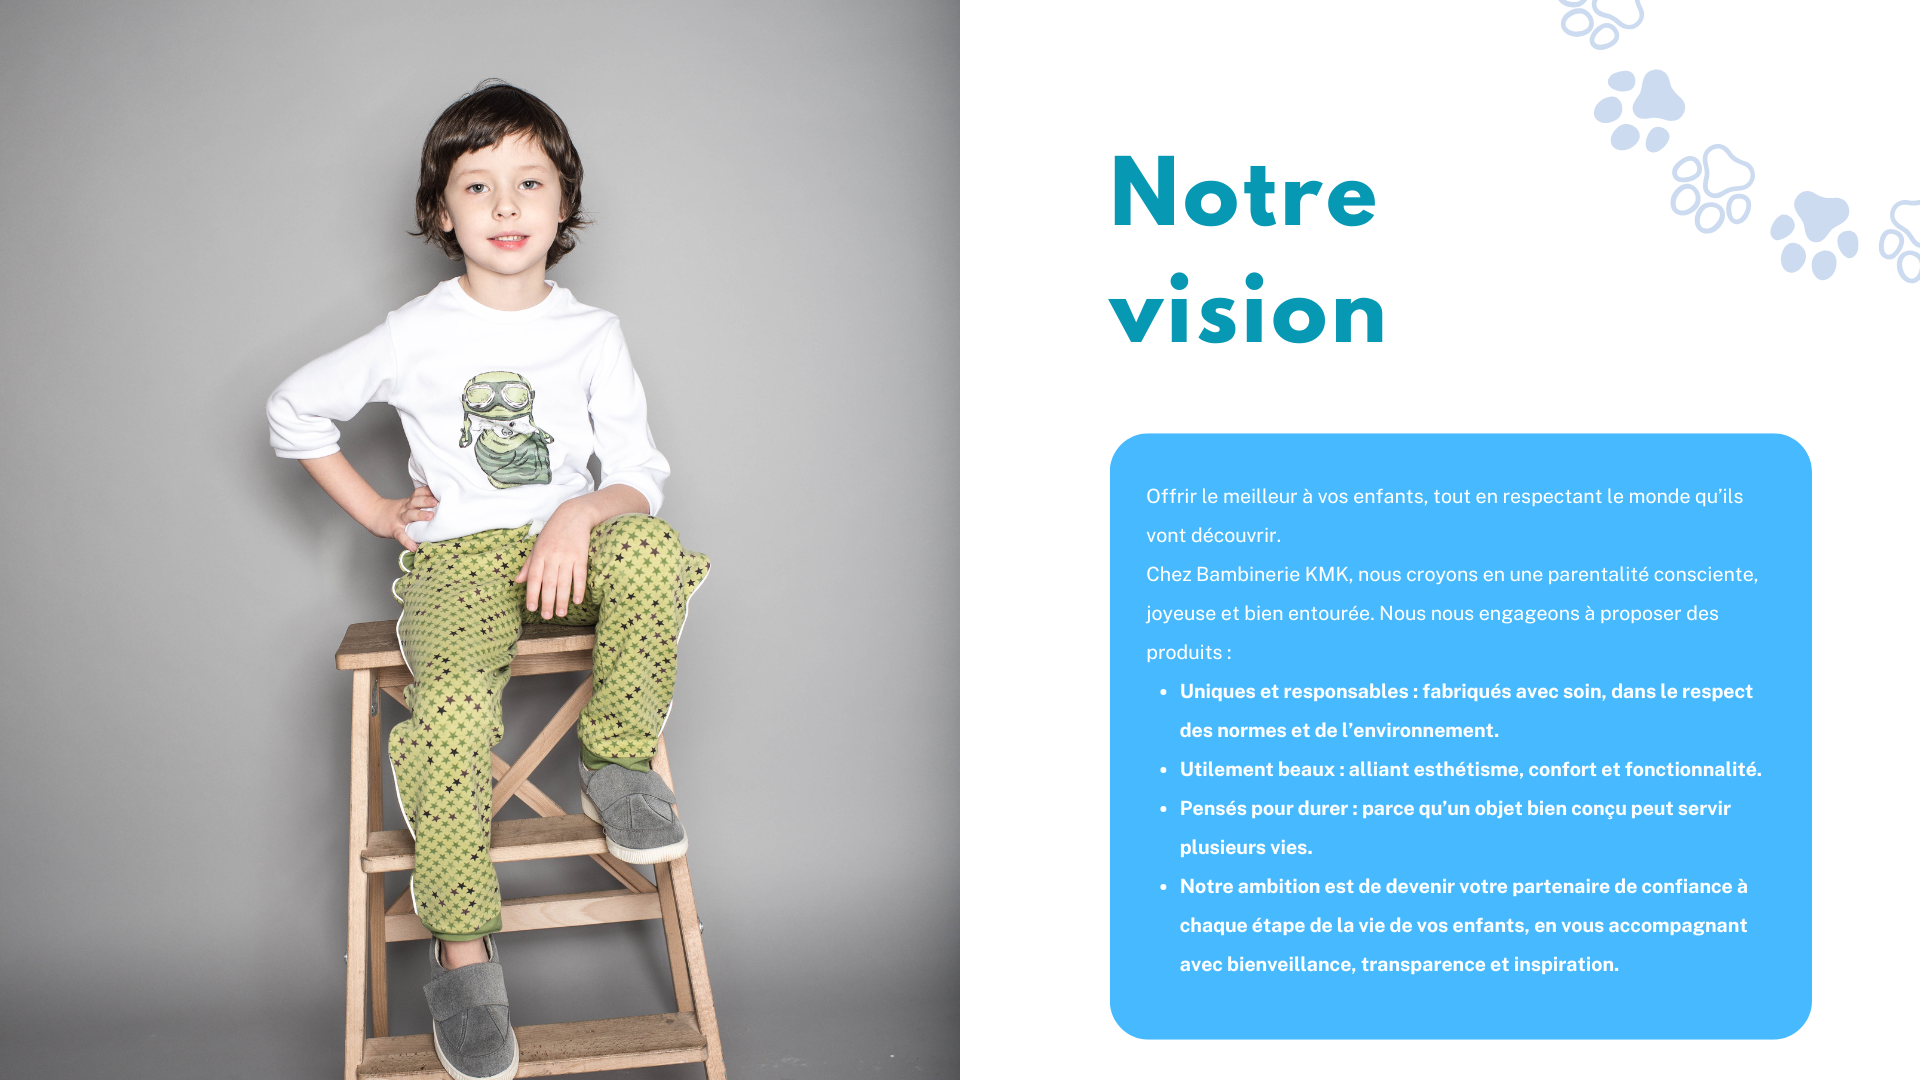 Notre
vision
Offrir le meilleur à vos enfants, tout en respectant le monde qu’ils
vont découvrir.
Chez Bambinerie KMK, nous croyons en une parentalité consciente,
joyeuse et bien entourée. Nous nous engageons à proposer des
produits :
• Uniques et responsables : fabriqués avec soin, dans le respect
des normes et de l’environnement.
• Utilement beaux : alliant esthétisme, confort et fonctionnalité.
• Pensés pour durer : parce qu’un objet bien conçu peut servir
plusieurs vies.
• Notre ambition est de devenir votre partenaire de confiance à
chaque étape de la vie de vos enfants, en vous accompagnant
avec bienveillance, transparence et inspiration.